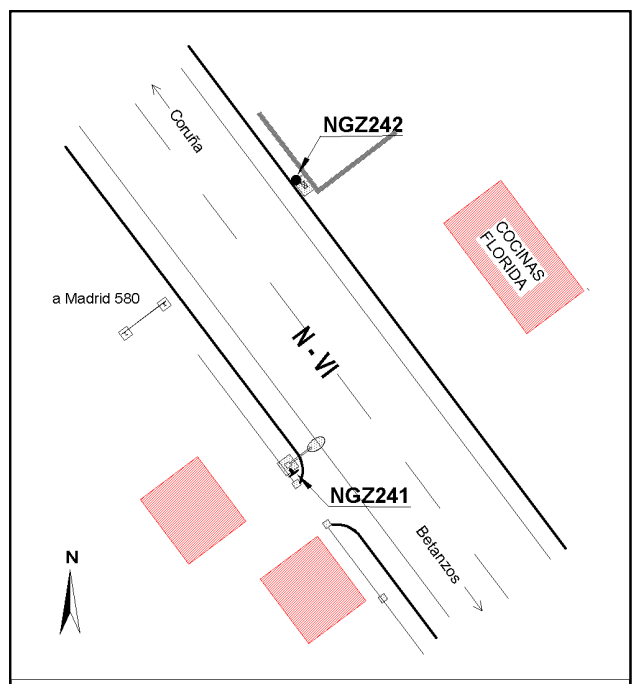 Coruña
NGZ242
COCINAS
FLORIDA
a Madrid 580
N - VI
NGZ241
Betanzos
N